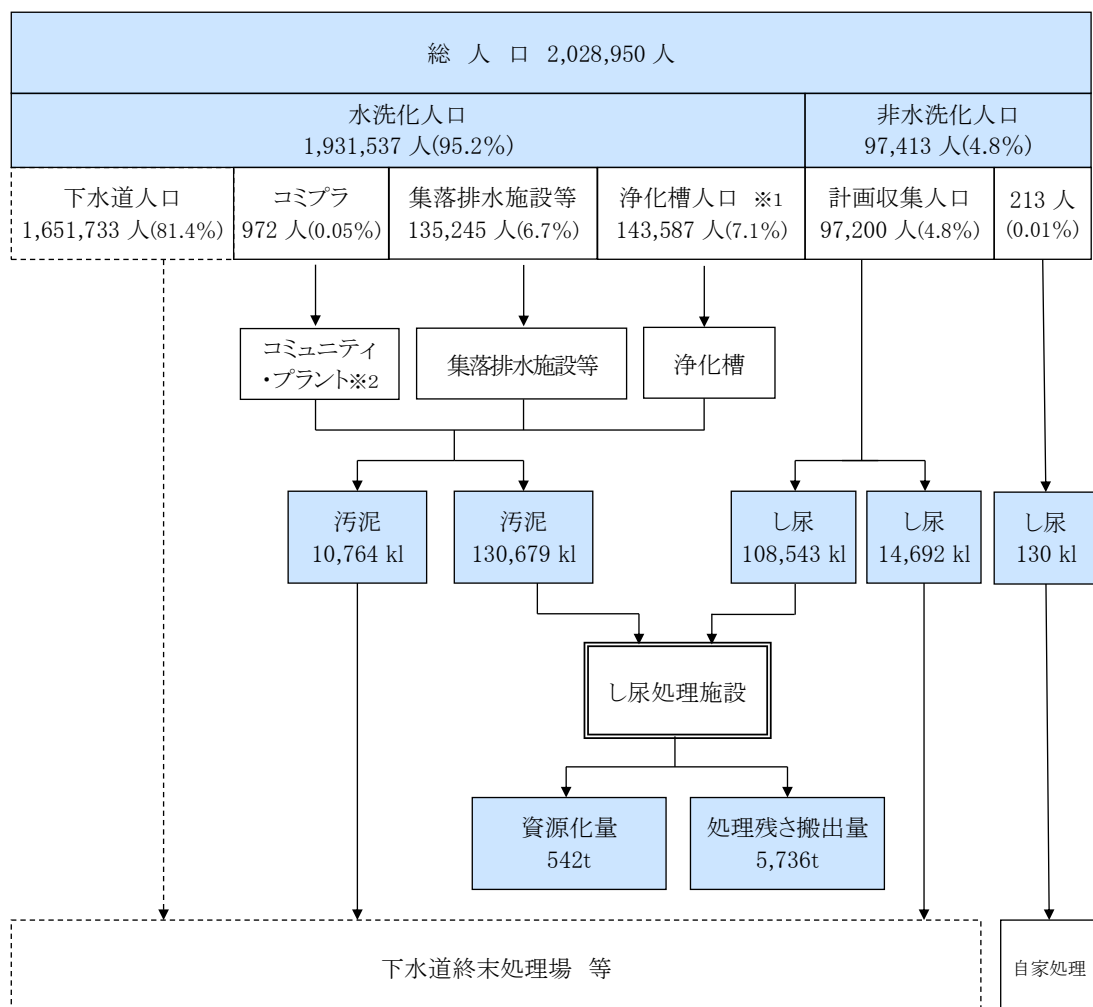 総 人 口 2,028,950 人
水洗化人口
1,931,537 人(95.2%)
非水洗化人口
97,413 人(4.8%)
下水道人口
1,651,733 人(81.4%)
コミプラ
972 人(0.05%)
集落排水施設等
135,245 人(6.7%)
浄化槽人口 ※1
143,587 人(7.1%)
計画収集人口
97,200 人(4.8%)
213 人
(0.01%)
コミュニティ
・プラント※2
集落排水施設等
浄化槽
汚泥
10,764 kl
汚泥
130,679 kl
し尿
108,543 kl
し尿
14,692 kl
し尿
130 kl
し尿処理施設
資源化量
542t
処理残さ搬出量
5,736t
下水道終末処理場 等
自家処理